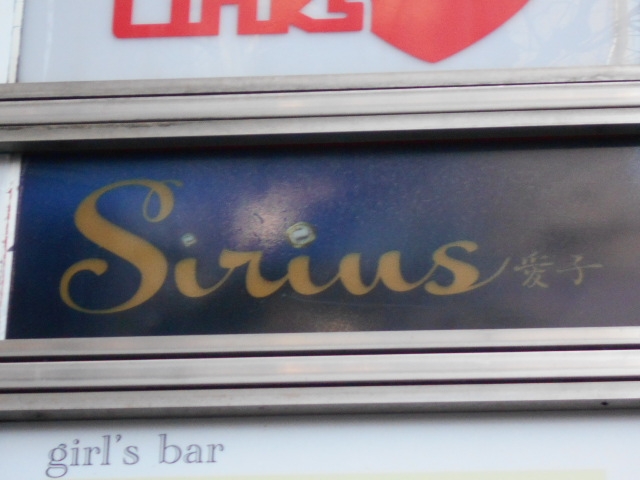 Sirius 愛子
girl's bar